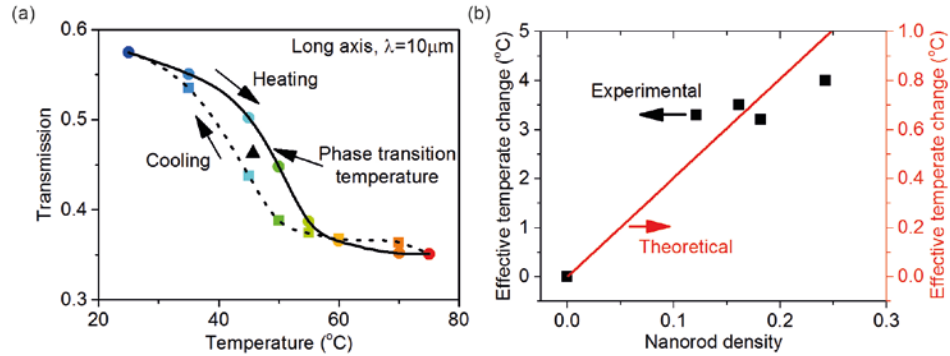 (a)
0.6
0.5
0.4
0.3
Transmission
Long axis, λ=10μm
Heating
Cooling
Phase transition
temperature
20
40
60
80
Temperature (°C)
(b)
5
4
3
2
1
0
Effective temperate change (°C)
Experimental
Theoretical
1.0
0.8
0.6
0.4
0.2
0.0
Effective temperate change (°C)
0.0
0.1
0.2
0.3
Nanorod density